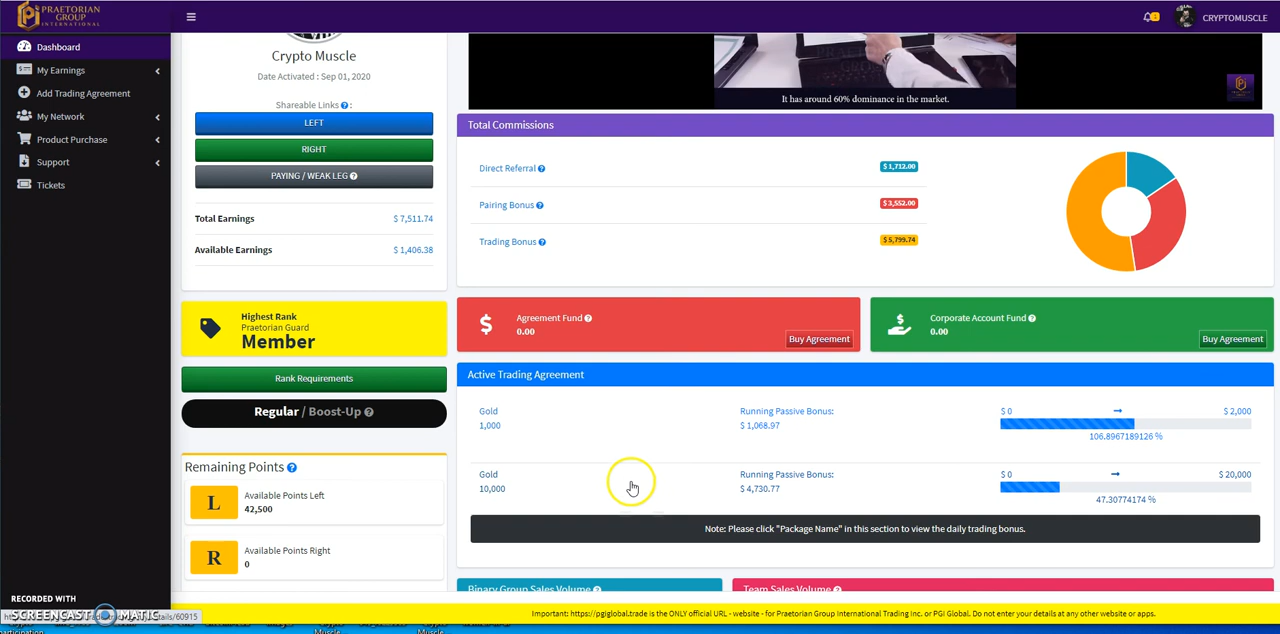 PRAETORIAN
GROUP
INTERNATIONAL
CRYPTOMUSCLE
Dashboard
My Earnings
Add Trading Agreement
My Network
Product Purchase
Support
Tickets
Crypto Muscle
Date Activated : Sep 01, 2020
Shareable Links :
LEFT
RIGHT
PAYING / WEAK LEG
Total Earnings $ 7,511.74
Available Earnings $ 1,406.38
Highest Rank
Praetorian Guard
Member
Rank Requirements
Regular / Boost-Up
Remaining Points
L
Available Points Left
42,500
R
Available Points Right
0
It has around 60% dominance in the market.
Total Commissions
Direct Referral $ 1,712.00
Pairing Bonus $ 3,552.00
Trading Bonus $ 5,799.74
Agreement Fund
0.00
Buy Agreement
Corporate Account Fund
0.00
Buy Agreement
Active Trading Agreement
Gold
1,000
Running Passive Bonus:
$ 1,068.97
$ 0 → $ 2,000
106.8967189126 %
Gold
10,000
Running Passive Bonus:
$ 4,730.77
$ 0 → $ 20,000
47.30774174 %
Note: Please click "Package Name" in this section to view the daily trading bonus.
Binary Group Sales Volume
Team Sales Volume
Important: https://pgiglobal.trade is the ONLY official URL - website - for Praetorian Group International Trading Inc. or PGI Global. Do not enter your details at any other website or apps.
RECORDED WITH
SCREENCAST MATIC